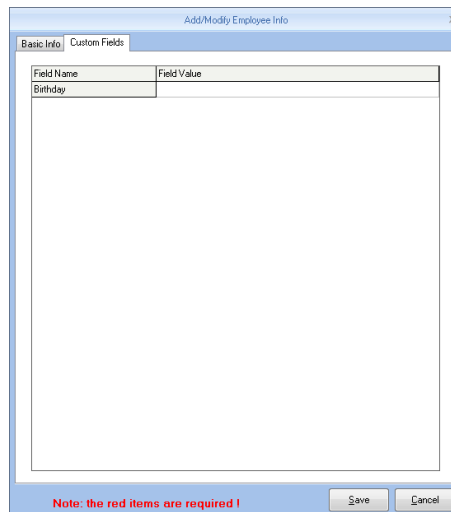 Add/Modify Employee Info
Basic Info Custom Fields
Field Name Field Value
Birthday
Note: the red items are required !
Save Cancel